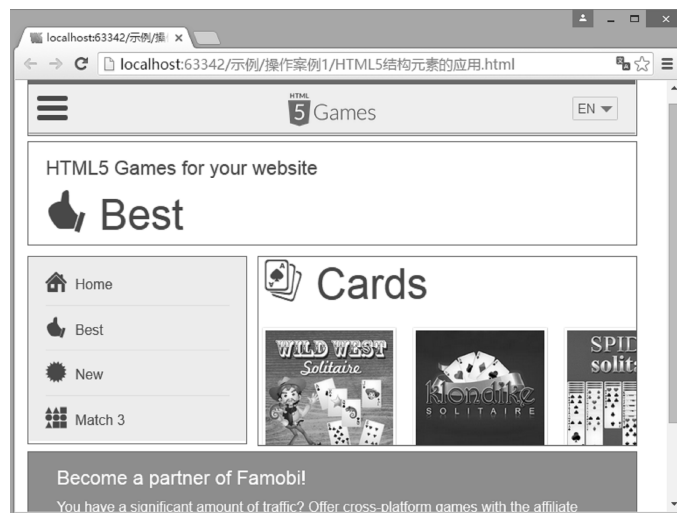 localhost:63342/示例/操
localhost:63342/示例/操作案例1/HTML5结构元素的应用.html
HTML
5 Games
EN
HTML5 Games for your website
Best
Home
Best
New
Match 3
Cards
A
A
WILD WEST
Solitaire
klondike
SOLITAIRE
SPID
solit
Become a partner of Famobi!
You have a significant amount of traffic? Offer cross-platform games with the affiliate